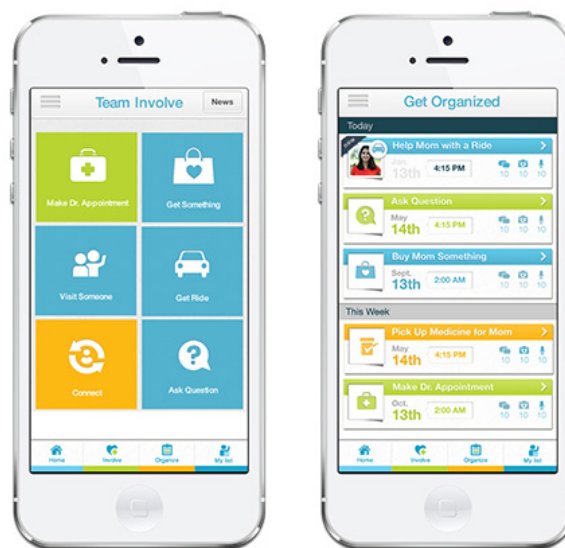 Team Involve
News
Make Dr. Appointment
Get Something
Visit Someone
Get Ride
Connect
Ask Question
Home
Involve
Organize
My list
Get Organized
Today
Help Mom with a Ride
Jan.
13th
4:15 PM
10 10 10
Ask Question
May
14th
4:15 PM
10 10 10
Buy Mom Something
Sept.
13th
2:00 AM
10 10 10
This Week
Pick Up Medicine for Mom
May
14th
4:15 PM
10 10 10
Make Dr. Appointment
Oct.
13th
2:00 AM
10 10 10
Home
Involve
Organize
My list